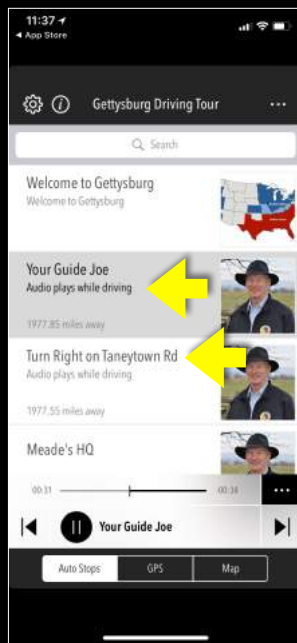 11:37
App Store
Gettysburg Driving Tour
Search
Welcome to Gettysburg
Welcome to Gettysburg
Your Guide Joe
Audio plays while driving
1977.85 miles away
Turn Right on Taneytown Rd
Audio plays while driving
1977.55 miles away
Meade's HQ
00:31
00:34
Your Guide Joe
Auto Stops
GPS
Map